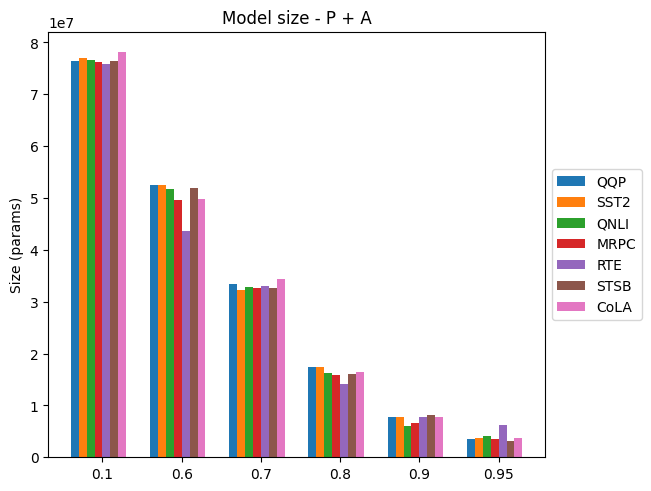 Model size - P + A
1e7
8
7
6
5
4
3
2
1
0
Size (params)
0.1
0.6
0.7
0.8
0.9
0.95
QQP
SST2
QNLI
MRPC
RTE
STSB
CoLA